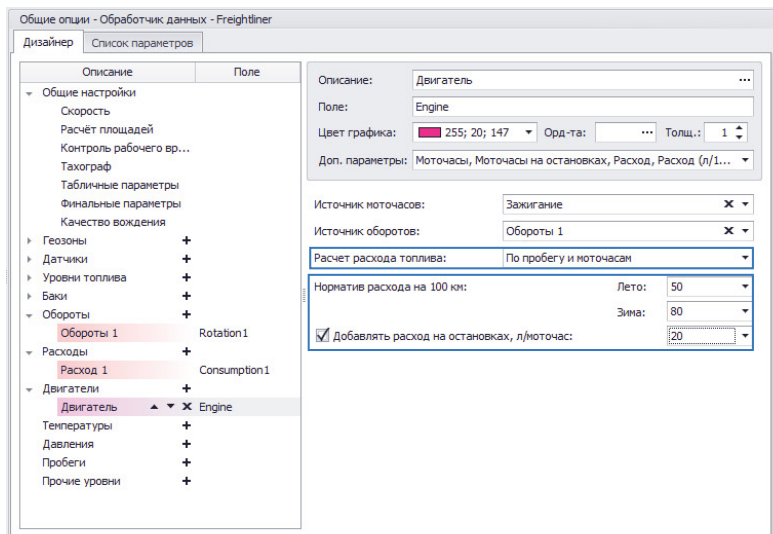 Общие опции - Обработчик данных - Freightliner
Дизайнер Список параметров
Описание Поле
Общие настройки
Скорость
Расчёт площадей
Контроль рабочего вр...
Тахограф
Табличные параметры
Финальные параметры
Качество вождения
Геозоны +
Датчики +
Уровни топлива +
Баки +
Обороты +
Обороты 1 Rotation1
Расходы +
Расход 1 Consumption1
Двигатели +
Двигатель Engine
Температуры +
Давления +
Пробеги +
Прочие уровни +
Описание: Двигатель ...
Поле: Engine
Цвет графика: 255; 20; 147 Орд-та: ... Толщ.: 1
Доп. параметры: Моточасы, Моточасы на остановках, Расход, Расход (л/1...
Источник моточасов: Зажигание
Источник оборотов: Обороты 1
Расчет расхода топлива: По пробегу и моточасам
Норматив расхода на 100 км: Лето: 50
Зима: 80
Добавлять расход на остановках, л/моточас: 20